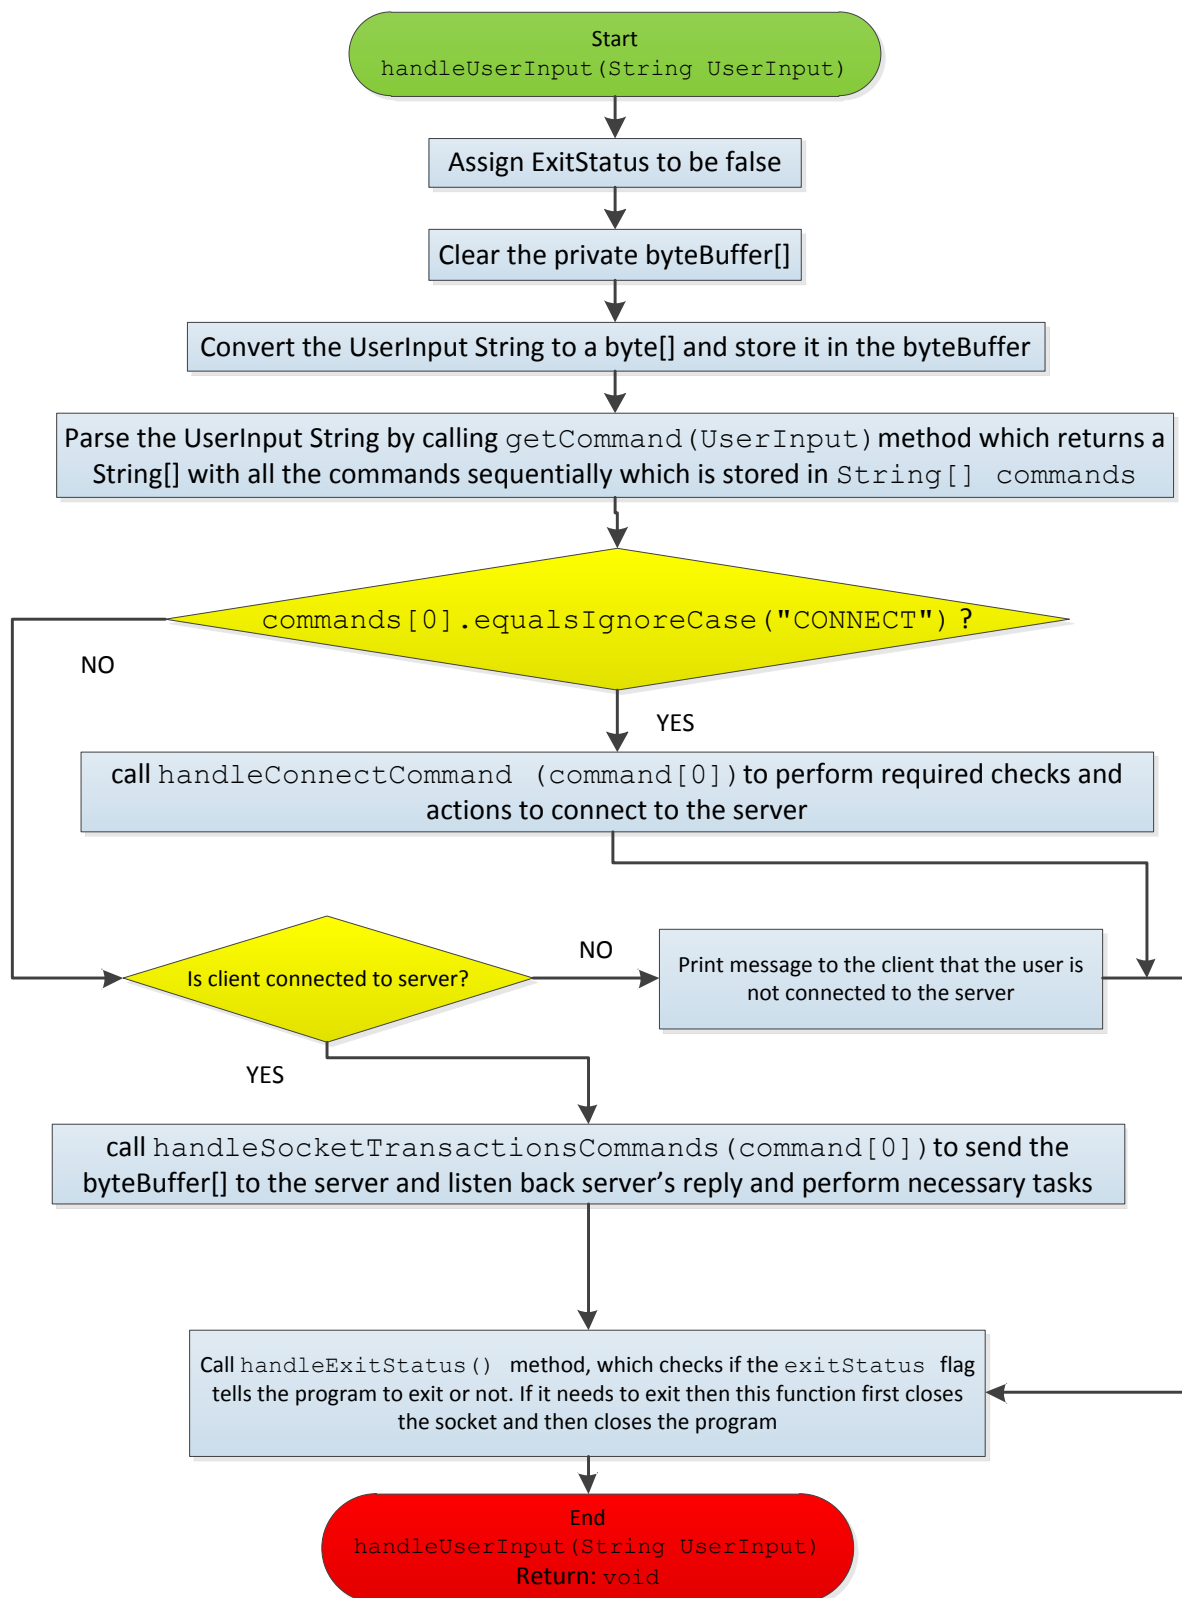 Start
handleUserInput(String UserInput)
Assign ExitStatus to be false
Clear the private byteBuffer[]
Convert the UserInput String to a byte[] and store it in the byteBuffer
Parse the UserInput String by calling getCommand(UserInput) method which returns a
String[] with all the commands sequentially which is stored in String[] commands
commands[0].equalsIgnoreCase("CONNECT") ?
NO
YES
call handleConnectCommand (command[0]) to perform required checks and
actions to connect to the server
Is client connected to server?
NO
Print message to the client that the user is
not connected to the server
YES
call handleSocketTransactionsCommands(command[0]) to send the
byteBuffer[] to the server and listen back server’s reply and perform necessary tasks
Call handleExitStatus() method, which checks if the exitStatus flag
tells the program to exit or not. If it needs to exit then this function first closes
the socket and then closes the program
End
handleUserInput(String UserInput)
Return: void